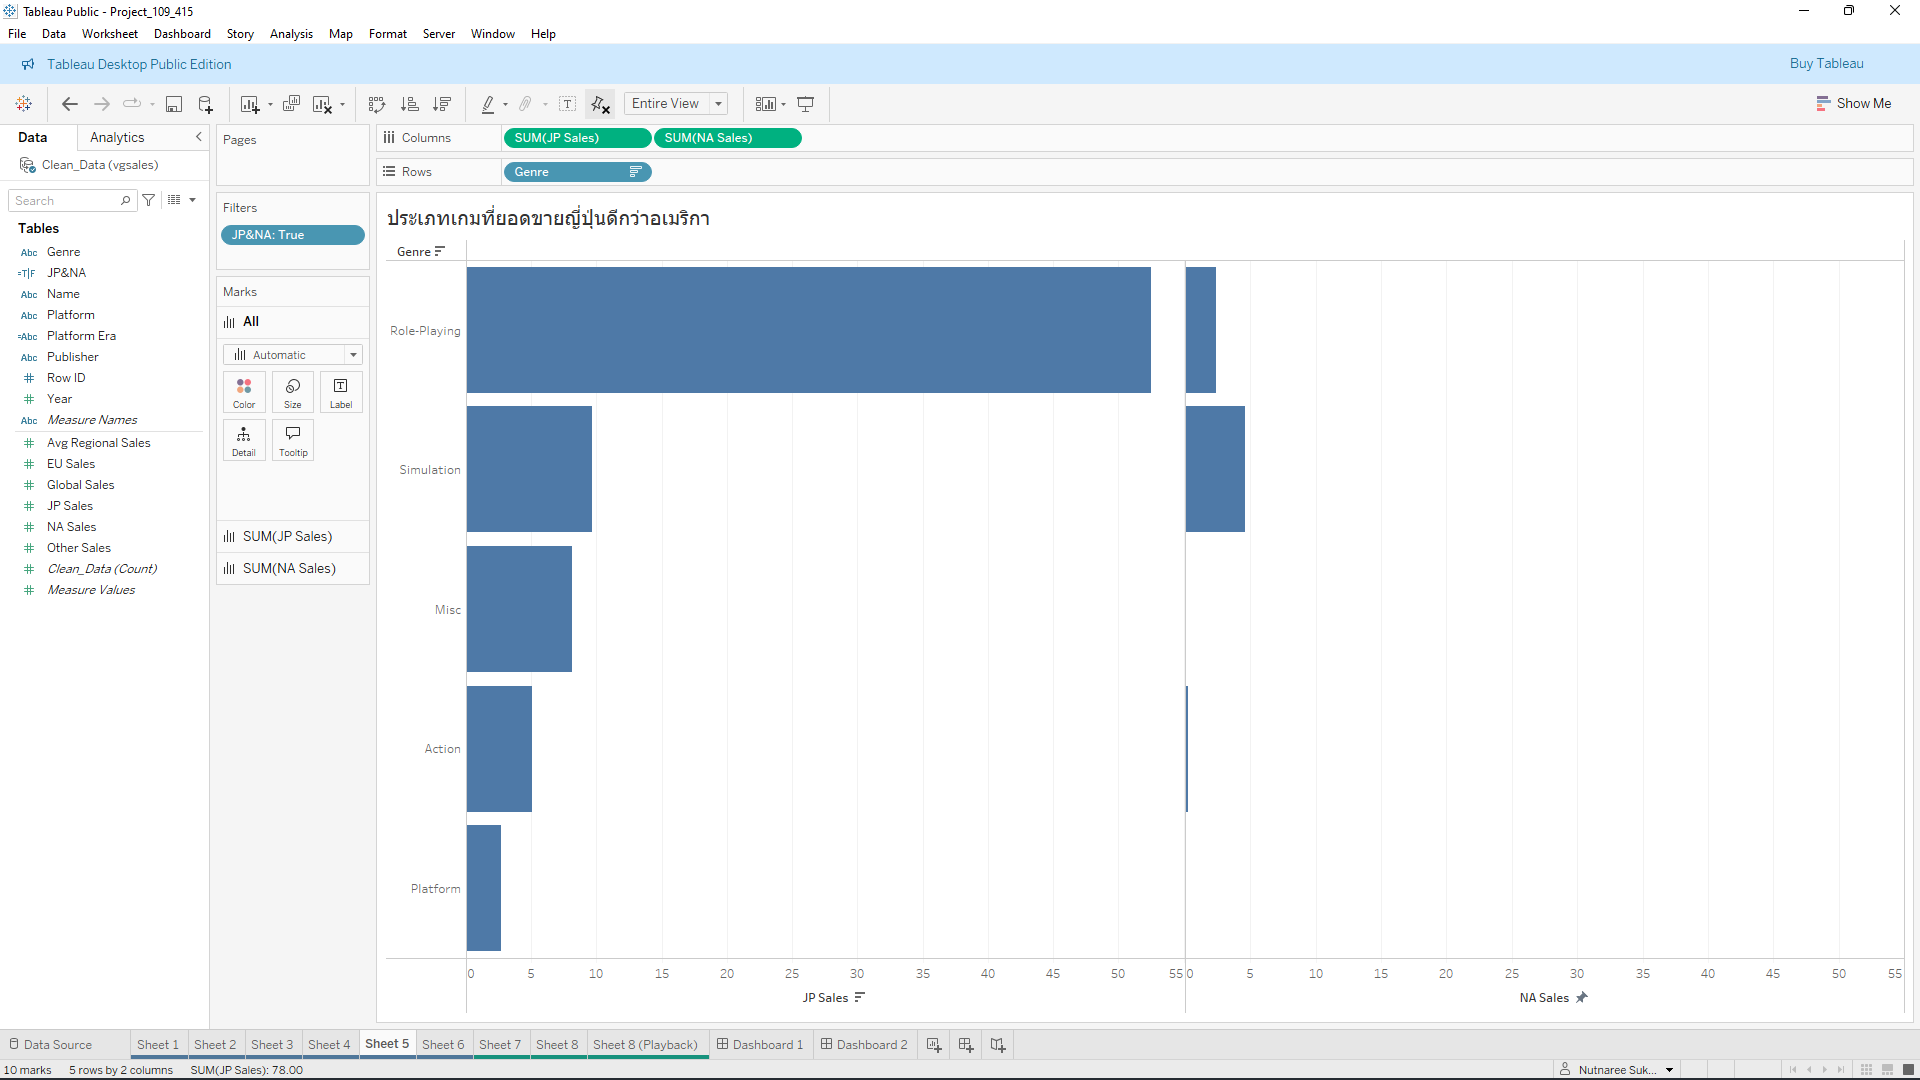 Tableau Public - Project_109_415
File Data Worksheet Dashboard Story Analysis Map Format Server Window Help
Tableau Desktop Public Edition
Buy Tableau
Entire View
Show Me
Data Analytics
Clean_Data (vgsales)
Search
Tables
Abc Genre
=T|F JP&NA
Abc Name
Abc Platform
=Abc Platform Era
Abc Publisher
# Row ID
# Year
Abc Measure Names
# Avg Regional Sales
# EU Sales
# Global Sales
# JP Sales
# NA Sales
# Other Sales
# Clean_Data (Count)
# Measure Values
Pages
Filters
JP&NA: True
Marks
All
Automatic
Color Size Label
Detail Tooltip
SUM(JP Sales)
SUM(NA Sales)
Columns SUM(JP Sales) SUM(NA Sales)
Rows Genre
ประเภทเกมที่ยอดขายญี่ปุ่นดีกว่าอเมริกา
Genre
Role-Playing
Simulation
Misc
Action
Platform
0 5 10 15 20 25 30 35 40 45 50 55 0 5 10 15 20 25 30 35 40 45 50 55
JP Sales NA Sales
Data Source Sheet 1 Sheet 2 Sheet 3 Sheet 4 Sheet 5 Sheet 6 Sheet 7 Sheet 8 Sheet 8 (Playback) Dashboard 1 Dashboard 2
10 marks 5 rows by 2 columns SUM(JP Sales): 78.00
Nutnaree Suk...